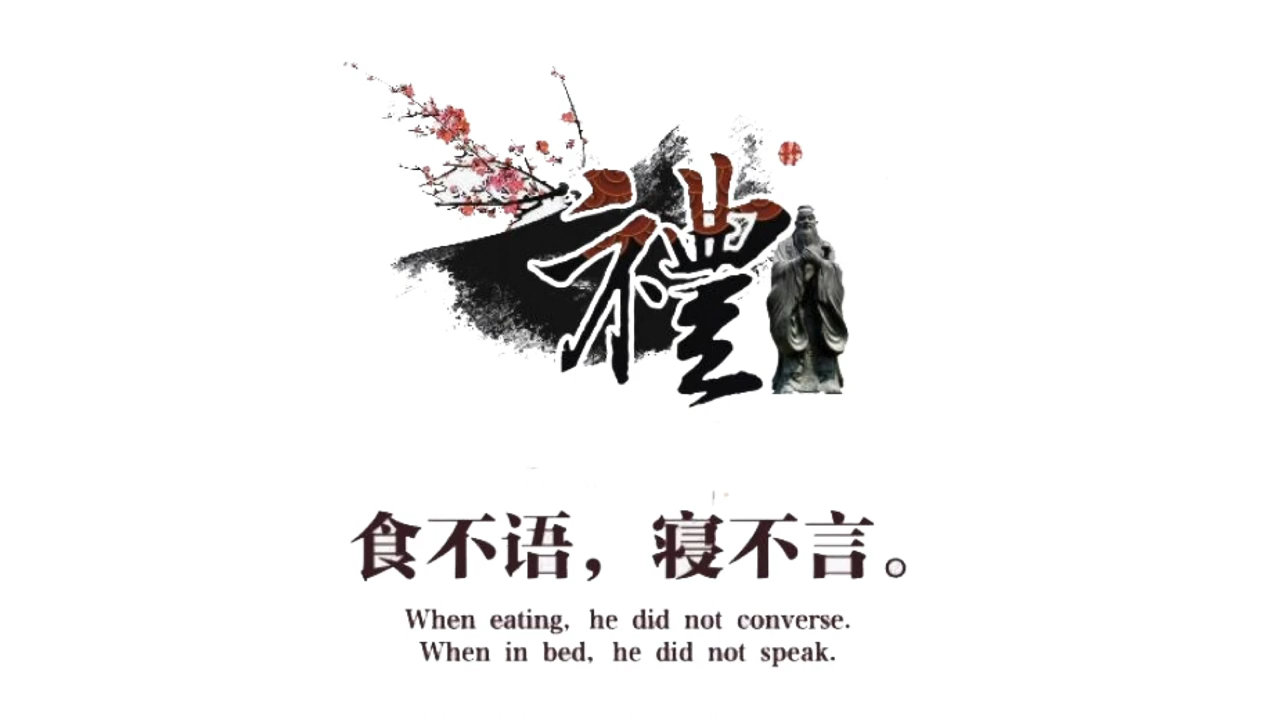 禮
食不语，寝不言。
When eating, he did not converse.
When in bed, he did not speak.